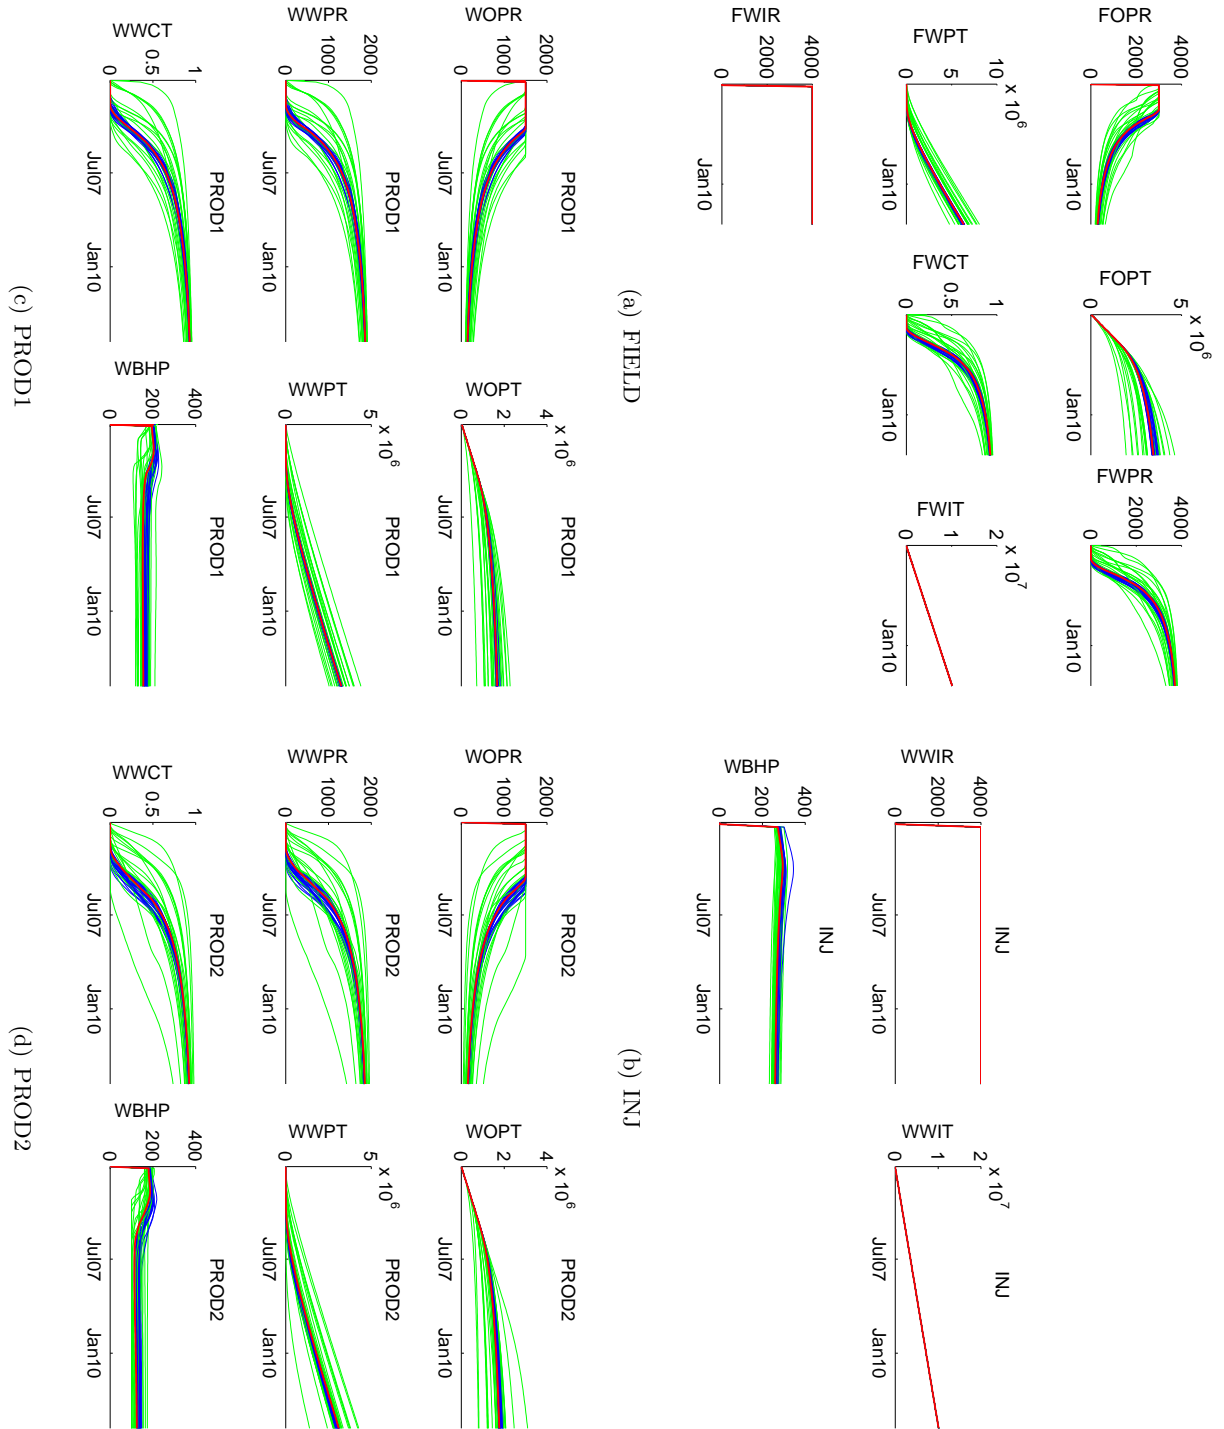 FOPR
4000
2000
0
Jan10
FOPT
x 10^6
5
0
Jan10
FWPR
4000
2000
0
Jan10
FWPT
x 10^6
10
5
0
Jan10
FWCT
1
0.5
0
Jan10
FWIT
x 10^7
2
1
0
Jan10
FWIR
4000
2000
0
Jan10
(a) FIELD
INJ
WWIR
4000
2000
0
Jul07 Jan10
INJ
WWIT
x 10^7
2
1
0
Jul07 Jan10
INJ
WBHP
400
200
0
Jul07 Jan10
(b) INJ
PROD1
WOPR
2000
1000
0
Jul07 Jan10
PROD1
WOPT
x 10^6
4
2
0
Jul07 Jan10
PROD1
WWPR
2000
1000
0
Jul07 Jan10
PROD1
WWPT
x 10^6
5
0
Jul07 Jan10
PROD1
WWCT
1
0.5
0
Jul07 Jan10
PROD1
WBHP
400
200
0
Jul07 Jan10
(c) PROD1
PROD2
WOPR
2000
1000
0
Jul07 Jan10
PROD2
WOPT
x 10^6
4
2
0
Jul07 Jan10
PROD2
WWPR
2000
1000
0
Jul07 Jan10
PROD2
WWPT
x 10^6
5
0
Jul07 Jan10
PROD2
WWCT
1
0.5
0
Jul07 Jan10
PROD2
WBHP
400
200
0
Jul07 Jan10
(d) PROD2